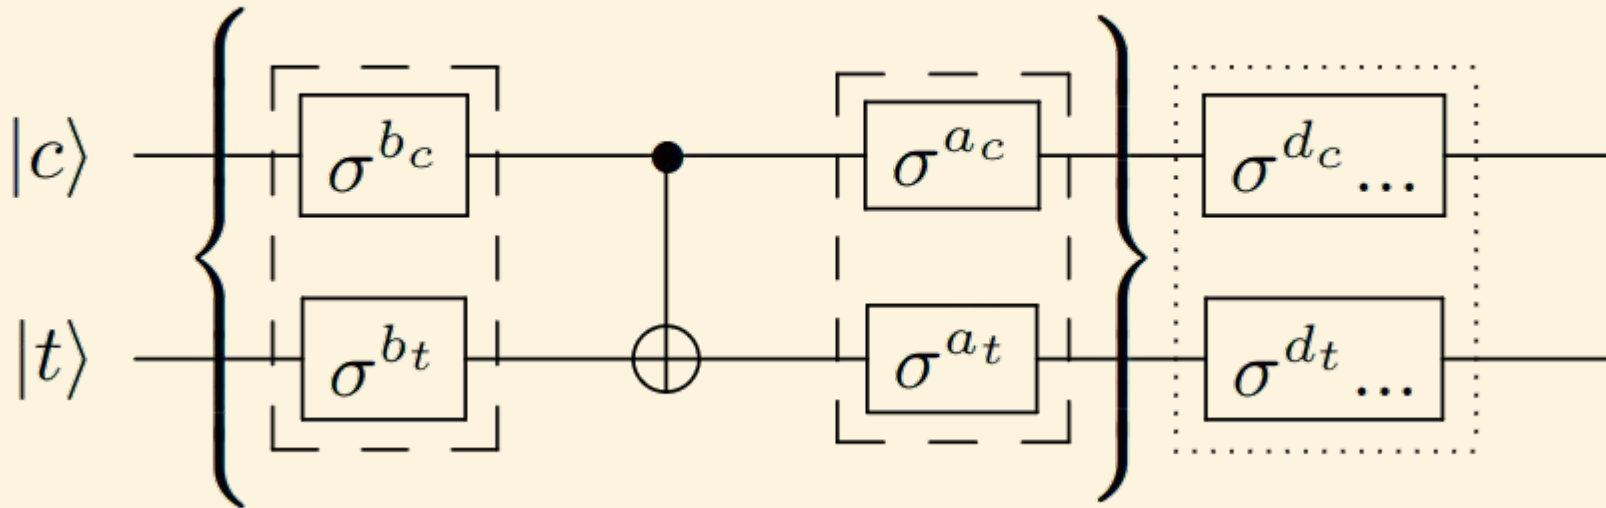 |c⟩ σ^{b_c} σ^{a_c} σ^{d_c} ...
|t⟩ σ^{b_t} σ^{a_t} σ^{d_t} ...